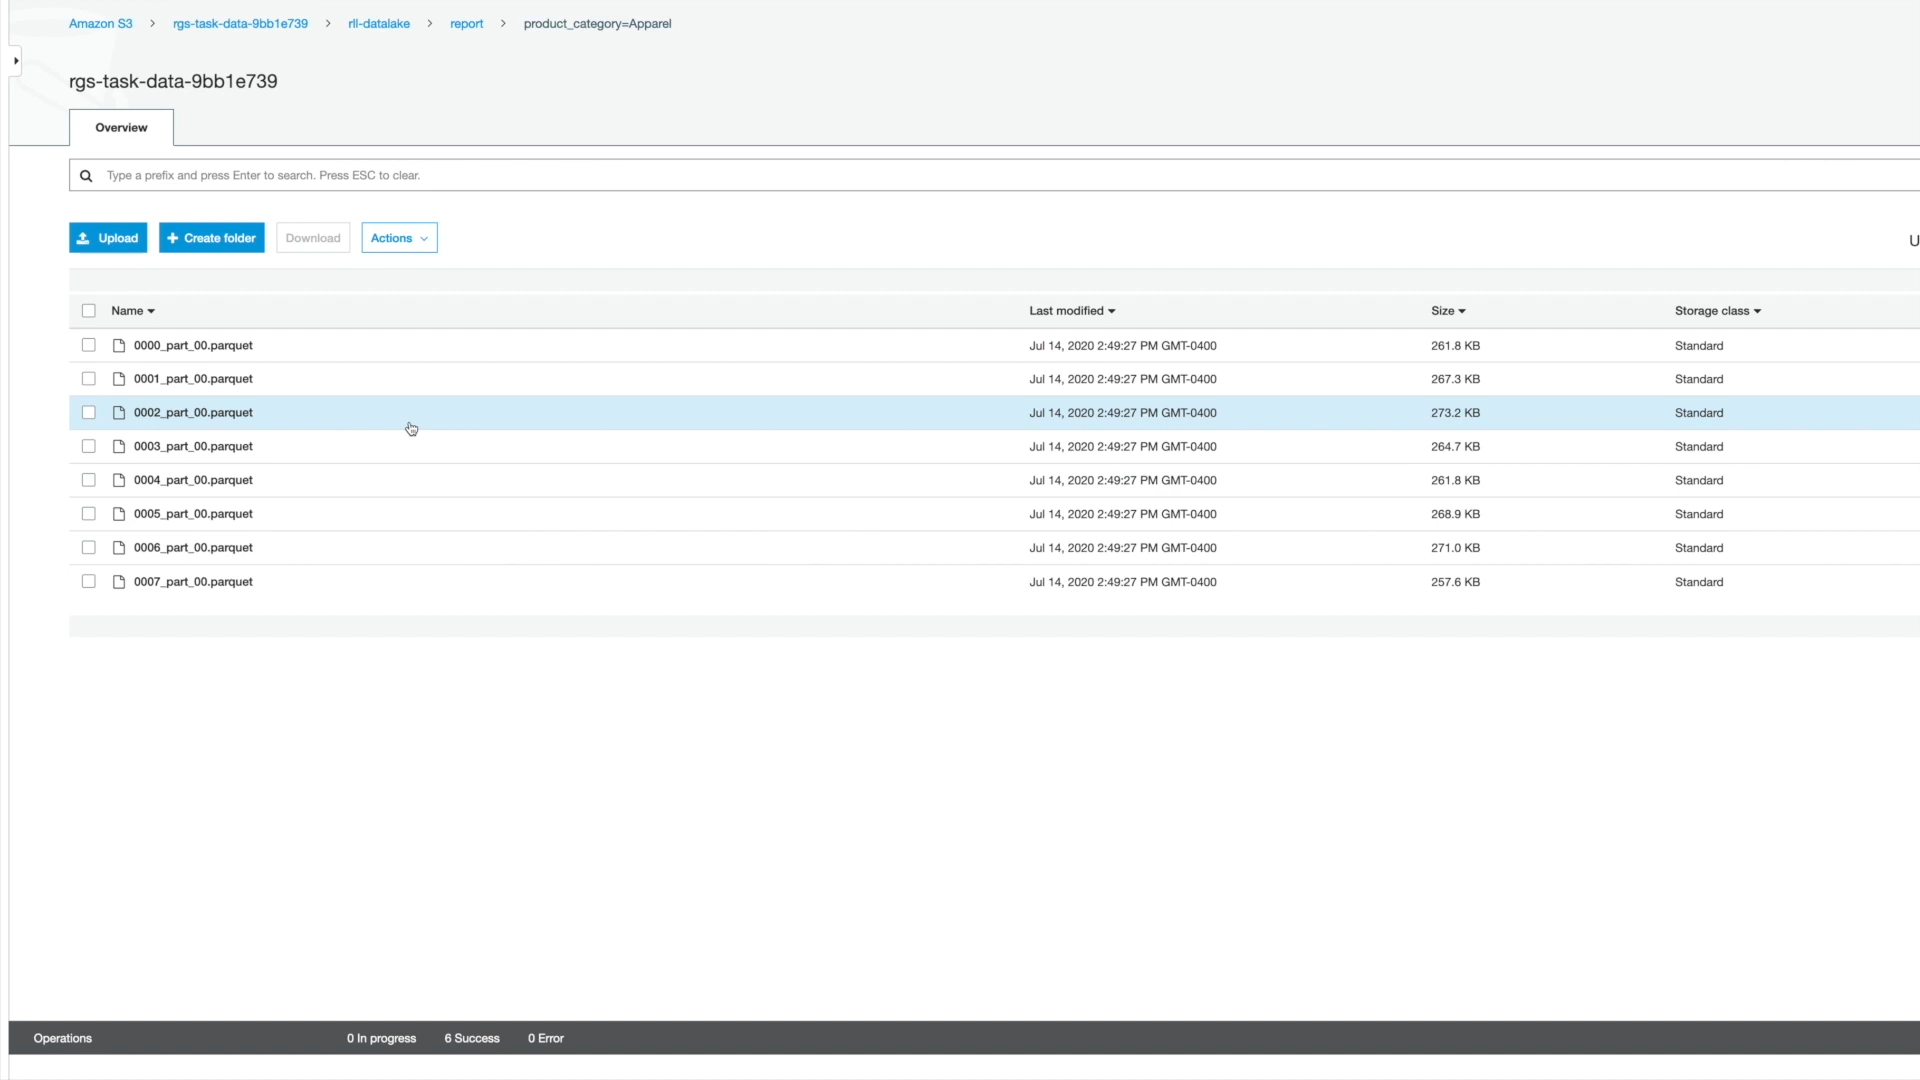 Amazon S3 > rgs-task-data-9bb1e739 > rll-datalake > report > product_category=Apparel
rgs-task-data-9bb1e739
Overview
Type a prefix and press Enter to search. Press ESC to clear.
Upload + Create folder Download Actions
U
Name Last modified Size Storage class
0000_part_00.parquet Jul 14, 2020 2:49:27 PM GMT-0400 261.8 KB Standard
0001_part_00.parquet Jul 14, 2020 2:49:27 PM GMT-0400 267.3 KB Standard
0002_part_00.parquet Jul 14, 2020 2:49:27 PM GMT-0400 273.2 KB Standard
0003_part_00.parquet Jul 14, 2020 2:49:27 PM GMT-0400 264.7 KB Standard
0004_part_00.parquet Jul 14, 2020 2:49:27 PM GMT-0400 261.8 KB Standard
0005_part_00.parquet Jul 14, 2020 2:49:27 PM GMT-0400 268.9 KB Standard
0006_part_00.parquet Jul 14, 2020 2:49:27 PM GMT-0400 271.0 KB Standard
0007_part_00.parquet Jul 14, 2020 2:49:27 PM GMT-0400 257.6 KB Standard
Operations 0 In progress 6 Success 0 Error